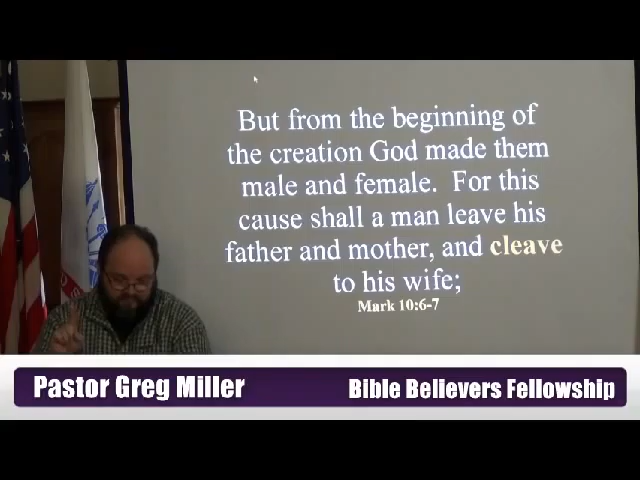 But from the beginning of
the creation God made them
male and female. For this
cause shall a man leave his
father and mother, and cleave
to his wife;
Mark 10:6-7
Pastor Greg Miller
Bible Believers Fellowship